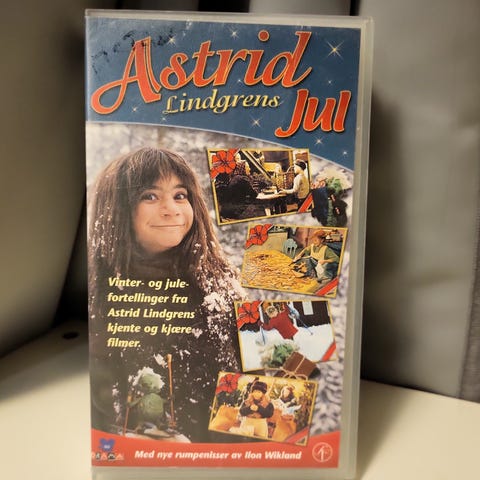 Astrid
Lindgrens
Jul
Vinter- og jule-
fortellinger fra
Astrid Lindgrens
kjente og kjære
filmer.
Med nye rumpenisser av Ilon Wikland